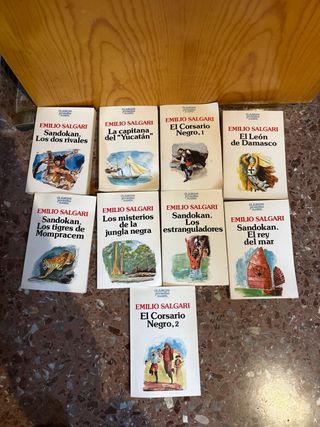 EMILIO SALGARI
Sandokan.
Los dos rivales
EMILIO SALGARI
La capitana
del "Yucatán"
EMILIO SALGARI
El Corsario
Negro, 1
EMILIO SALGARI
El León
de Damasco
EMILIO SALGARI
Sandokan.
Los tigres de
Mompracem
EMILIO SALGARI
Los misterios
de la
jungla negra
EMILIO SALGARI
Sandokan.
Los
estranguladores
EMILIO SALGARI
Sandokan.
El rey
del mar
EMILIO SALGARI
El Corsario
Negro, 2